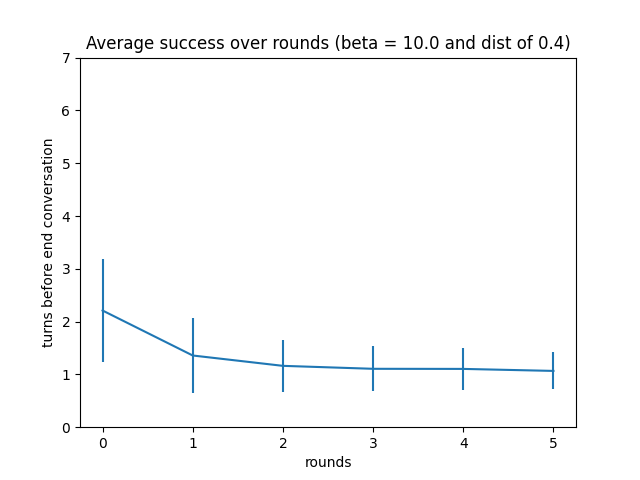 Average success over rounds (beta = 10.0 and dist of 0.4)
7
6
5
4
3
2
1
0
turns before end conversation
0 1 2 3 4 5
rounds